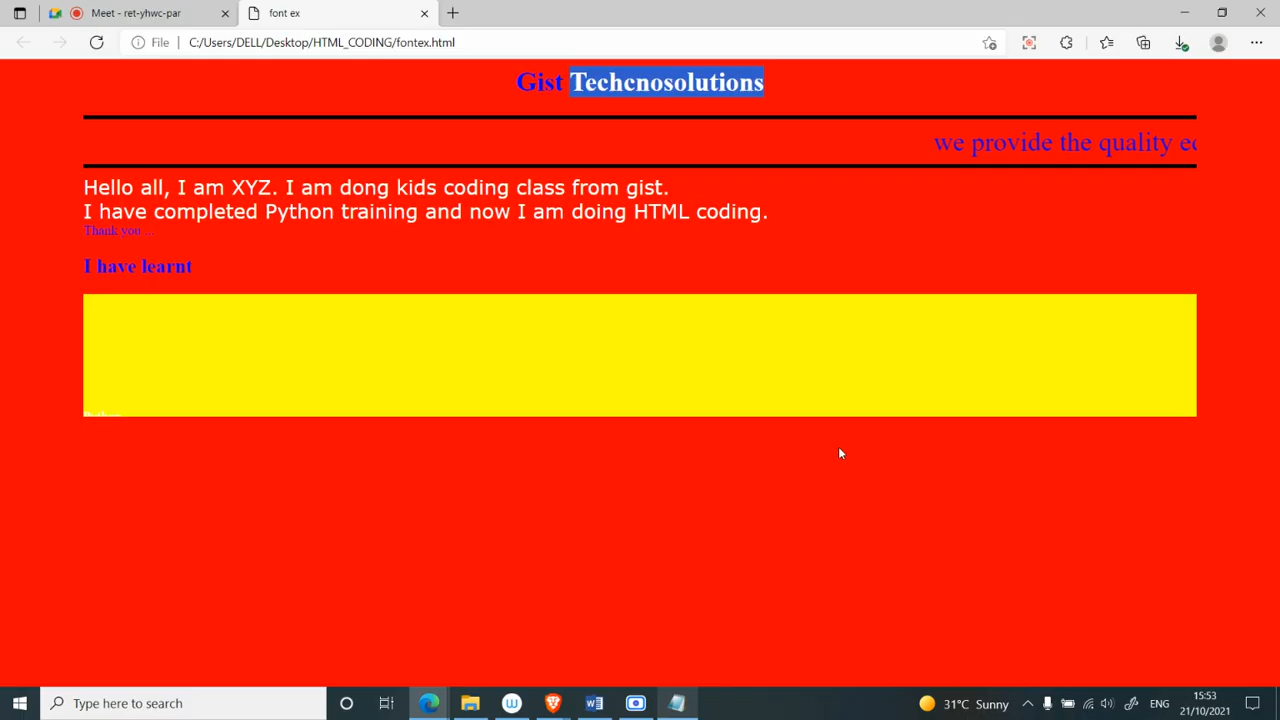 Meet - ret-yhwc-par
font ex
File
C:/Users/DELL/Desktop/HTML_CODING/fontex.html
Gist Techcnosolutions
we provide the quality
Hello all, I am XYZ. I am dong kids coding class from gist.
I have completed Python training and now I am doing HTML coding.
Thank you ...
I have learnt
Python
Type here to search
31°C Sunny
ENG
15:53
21/10/2021